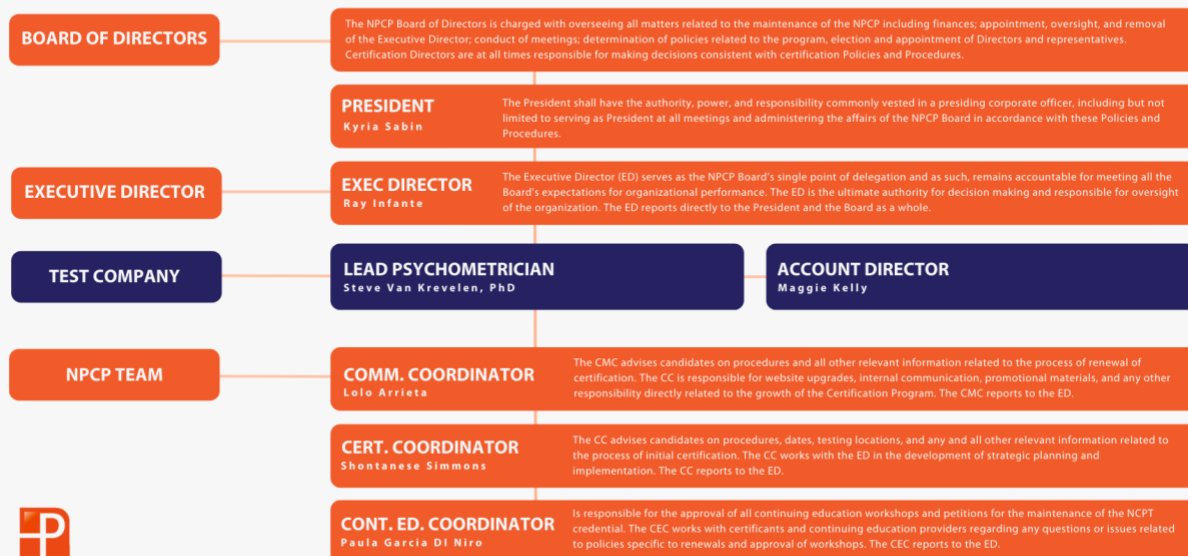 BOARD OF DIRECTORS
The NPCP Board of Directors is charged with overseeing all matters related to the maintenance of the NPCP including finances; appointment, oversight, and removal
of the Executive Director; conduct of meetings; determination of policies related to the program, election and appointment of Directors and representatives.
Certification Directors are at all times responsible for making decisions consistent with certification Policies and Procedures.
PRESIDENT
Kyria Sabin
The President shall have the authority, power, and responsibility commonly vested in a presiding corporate officer, including but not
limited to serving as President at all meetings and administering the affairs of the NPCP Board in accordance with these Policies and
Procedures.
EXECUTIVE DIRECTOR
EXEC DIRECTOR
Ray Infante
The Executive Director (ED) serves as the NPCP Board's single point of delegation and as such, remains accountable for meeting all the
Board's expectations for organizational performance. The ED is the ultimate authority for decision making and responsible for oversight
of the organization. The ED reports directly to the President and the Board as a whole.
TEST COMPANY
LEAD PSYCHOMETRICIAN
Steve Van Krevelen, PhD
ACCOUNT DIRECTOR
Maggie Kelly
NPCP TEAM
COMM. COORDINATOR
Lolo Arrieta
The CMC advises candidates on procedures and all other relevant information related to the process of renewal of
certification. The CC is responsible for website upgrades, internal communication, promotional materials, and any other
responsibility directly related to the growth of the Certification Program. The CMC reports to the ED.
CERT. COORDINATOR
Shontanese Simmons
The CC advises candidates on procedures, dates, testing locations, and any and all other relevant information related to
the process of initial certification. The CC works with the ED in the development of strategic planning and
implementation. The CC reports to the ED.
CONT. ED. COORDINATOR
Paula Garcia DI Niro
Is responsible for the approval of all continuing education workshops and petitions for the maintenance of the NCPT
credential. The CEC works with certificants and continuing education providers regarding any questions or issues related
to policies specific to renewals and approval of workshops. The CEC reports to the ED.